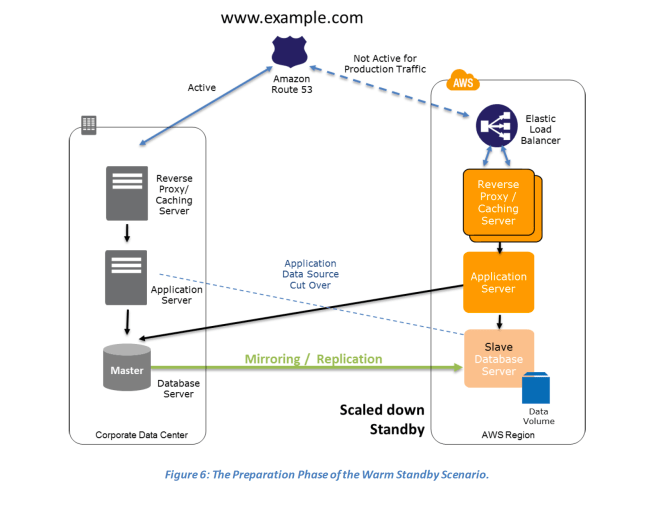 www.example.com
Not Active for
Production Traffic
Amazon
Route 53
Active
AWS
Elastic
Load
Balancer
Reverse
Proxy/
Caching
Server
Reverse
Proxy /
Caching
Server
Application
Data Source
Cut Over
Application
Server
Application
Server
Mirroring / Replication
Slave
Database
Server
Master
Database
Server
Data
Volume
Scaled down
Standby
Corporate Data Center
AWS Region
Figure 6: The Preparation Phase of the Warm Standby Scenario.